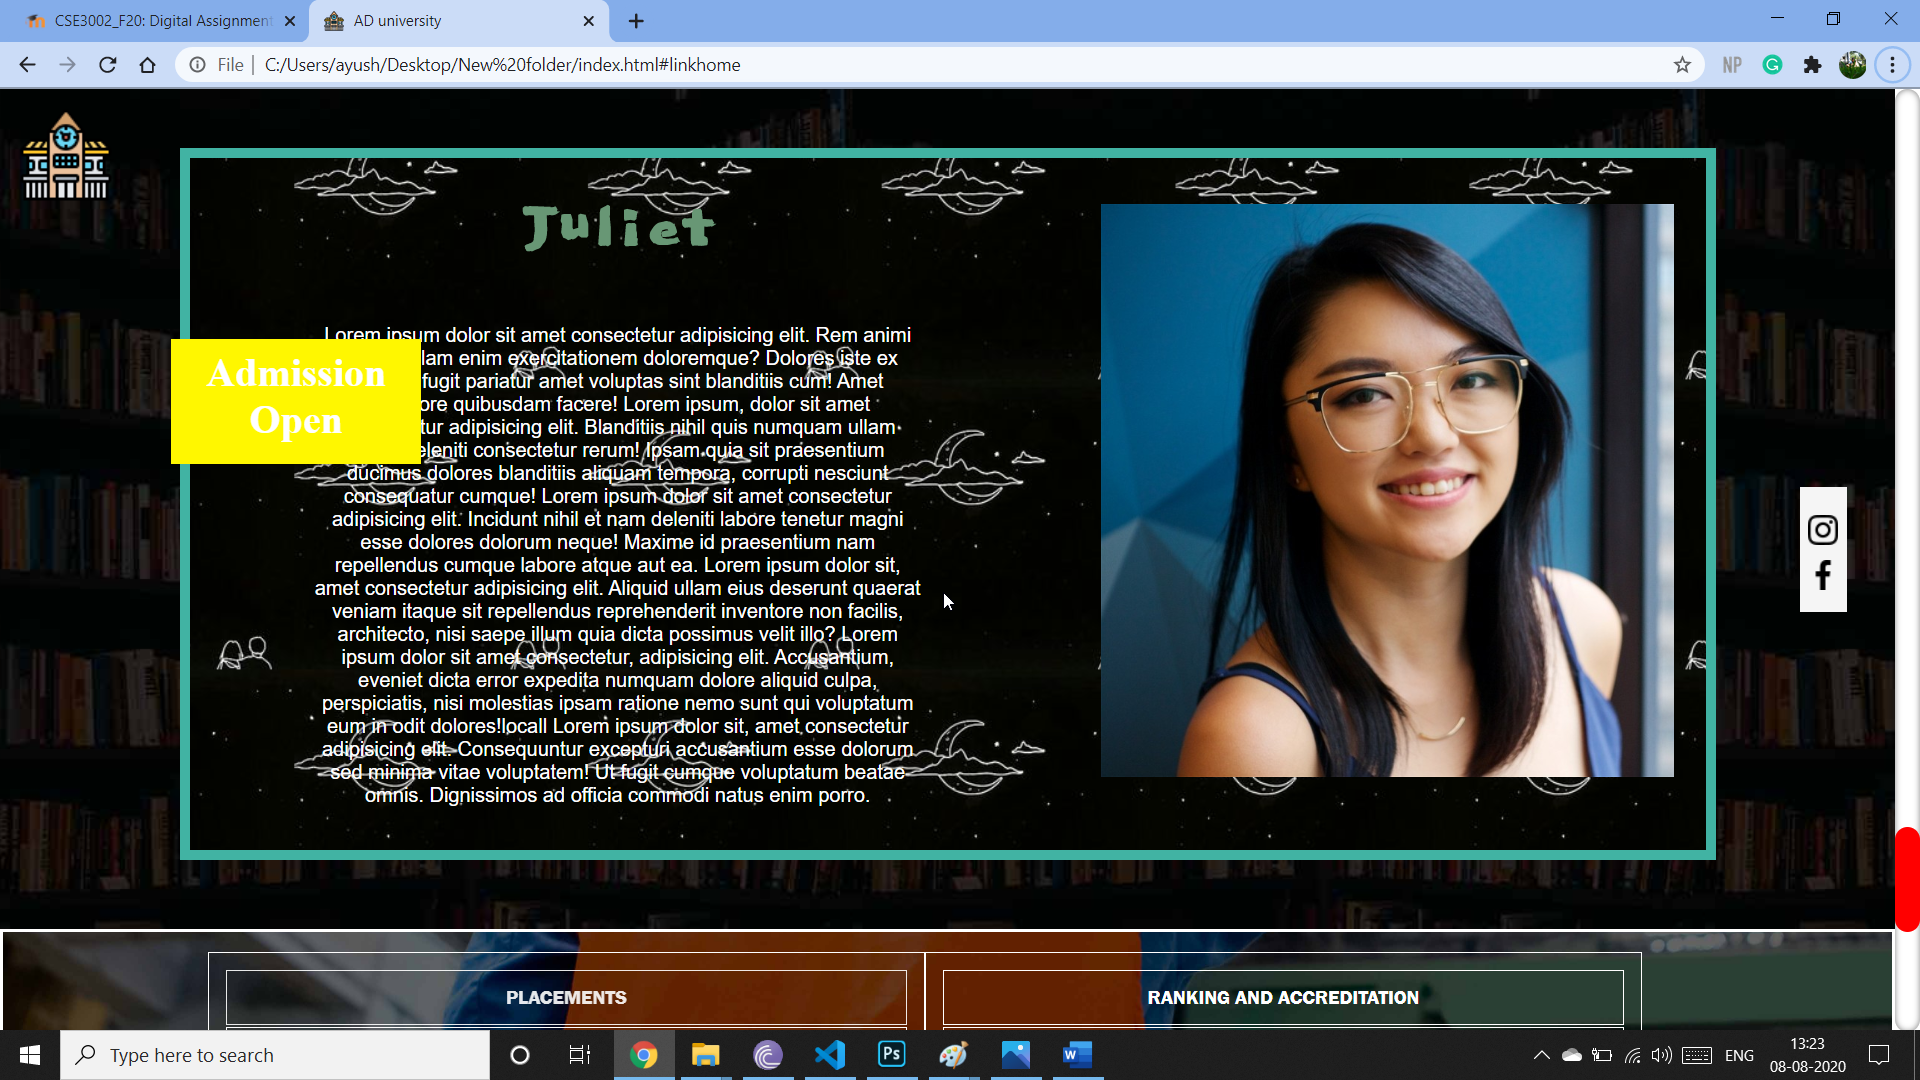 CSE3002_F20: Digital Assignment
AD university
File
C:/Users/ayush/Desktop/New%20folder/index.html#linkhome
NP
Juliet
Lorem ipsum dolor sit amet consectetur adipisicing elit. Rem animi
lam enim exercitationem doloremque? Dolores iste ex
fugit pariatur amet voluptas sint blanditiis cum! Amet
ore quibusdam facere! Lorem ipsum, dolor sit amet
tur adipisicing elit. Blanditiis nihil quis numquam ullam
eleniti consectetur rerum! Ipsam quia sit praesentium
ducimus dolores blanditiis aliquam tempora, corrupti nesciunt
consequatur cumque! Lorem ipsum dolor sit amet consectetur
adipisicing elit. Incidunt nihil et nam deleniti labore tenetur magni
esse dolores dolorum neque! Maxime id praesentium nam
repellendus cumque labore atque aut ea. Lorem ipsum dolor sit,
amet consectetur adipisicing elit. Aliquid ullam eius deserunt quaerat
veniam itaque sit repellendus reprehenderit inventore non facilis,
architecto, nisi saepe illum quia dicta possimus velit illo? Lorem
ipsum dolor sit amet consectetur, adipisicing elit. Accusantium,
eveniet dicta error expedita numquam dolore aliquid culpa,
perspiciatis, nisi molestias ipsam ratione nemo sunt qui voluptatum
eum in odit dolores!locall Lorem ipsum dolor sit, amet consectetur
adipisicing elit. Consequuntur excepturi accusantium esse dolorum
sed minima vitae voluptatem! Ut fugit cumque voluptatum beatae
omnis. Dignissimos ad officia commodi natus enim porro.
Admission
Open
PLACEMENTS
RANKING AND ACCREDITATION
Type here to search
Ps
W
ENG
13:23
08-08-2020